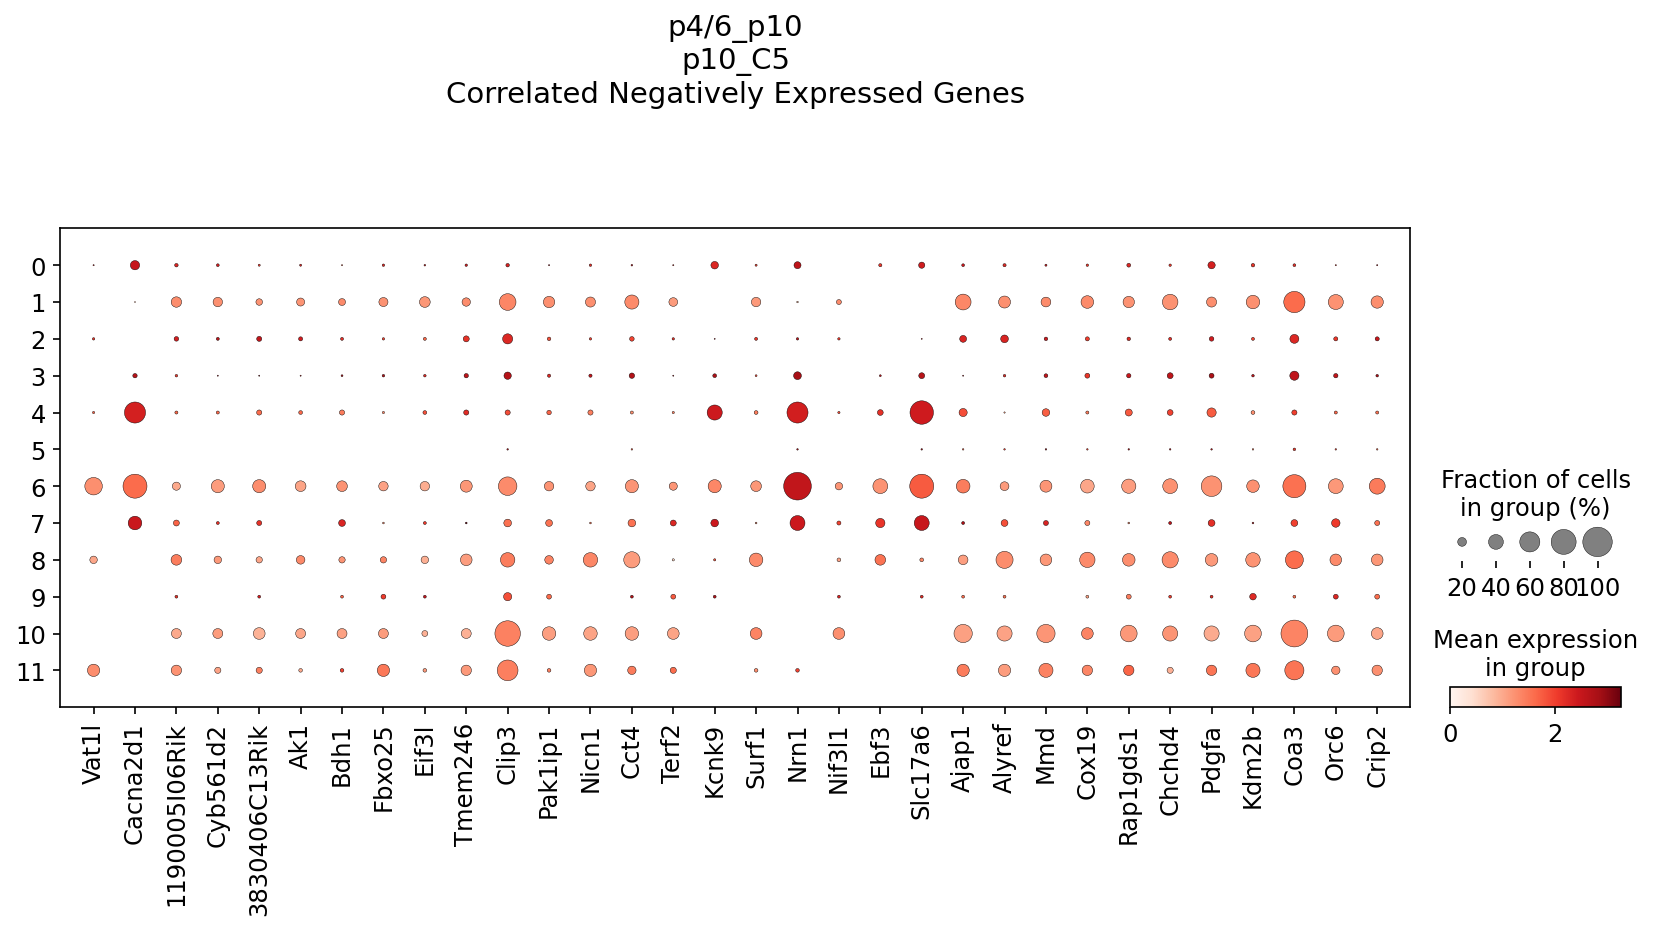 p4/6_p10
p10_C5
Correlated Negatively Expressed Genes
0
1
2
3
4
5
6
7
8
9
10
11
Vat1l
Cacna2d1
1190005I06Rik
Cyb561d2
3830406C13Rik
Ak1
Bdh1
Fbxo25
Eif3l
Tmem246
Clip3
Pak1ip1
Nicn1
Cct4
Terf2
Kcnk9
Surf1
Nrn1
Nif3l1
Ebf3
Slc17a6
Ajap1
Alyref
Mmd
Cox19
Rap1gds1
Chchd4
Pdgfa
Kdm2b
Coa3
Orc6
Crip2
Fraction of cells
in group (%)
20 40 60 80 100
Mean expression
in group
0 2